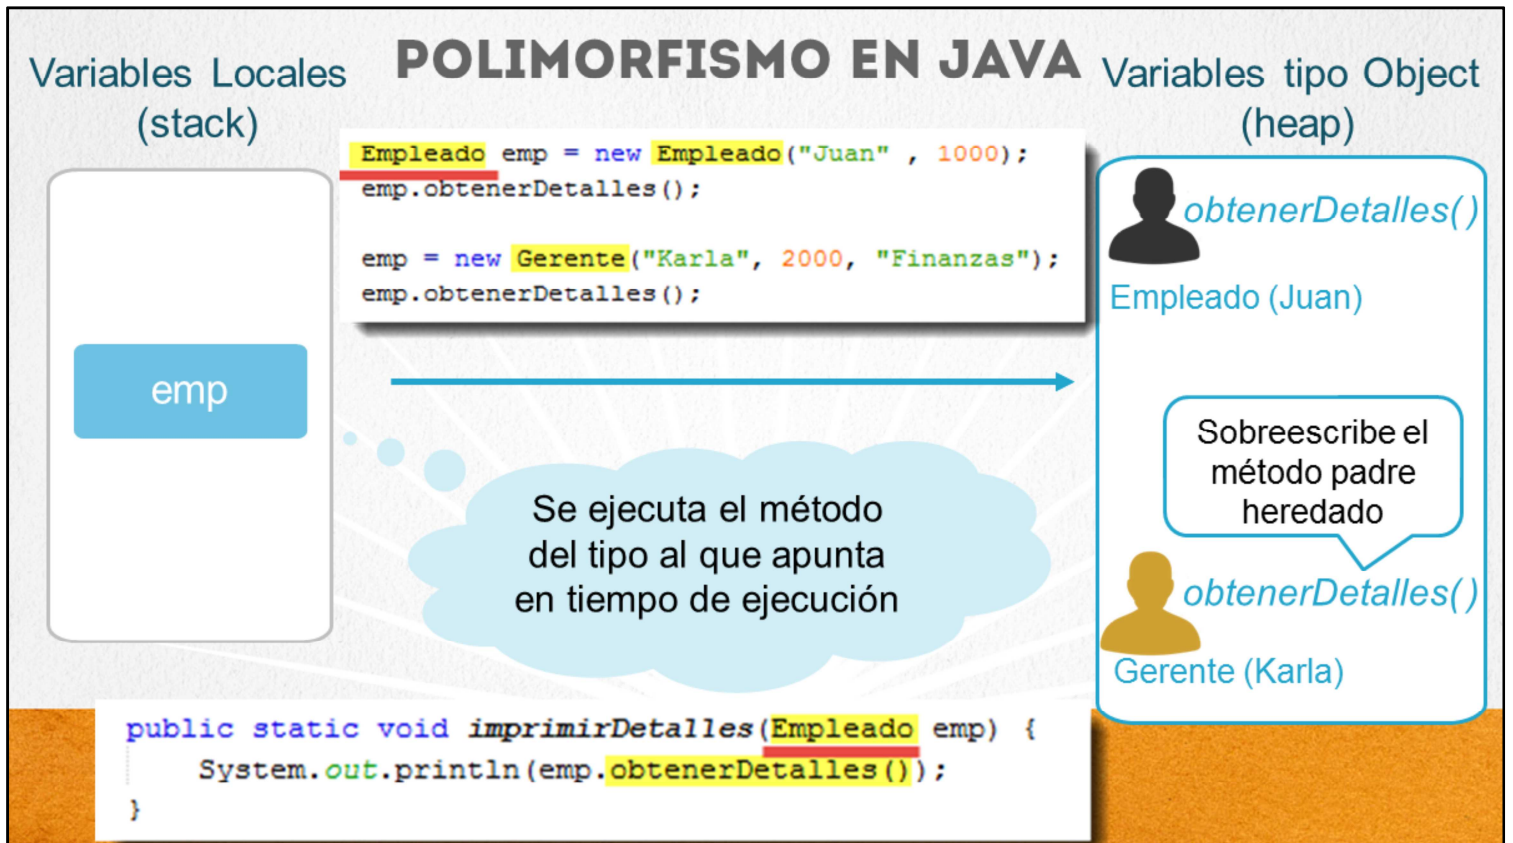 POLIMORFISMO EN JAVA
Variables Locales
(stack)
Variables tipo Object
(heap)
Empleado emp = new Empleado("Juan" , 1000);
emp.obtenerDetalles();
emp = new Gerente("Karla", 2000, "Finanzas");
emp.obtenerDetalles();
obtenerDetalles()
Empleado (Juan)
emp
Sobreescribe el
método padre
heredado
Se ejecuta el método
del tipo al que apunta
en tiempo de ejecución
obtenerDetalles()
Gerente (Karla)
public static void imprimirDetalles(Empleado emp) {
System.out.println(emp.obtenerDetalles());
}